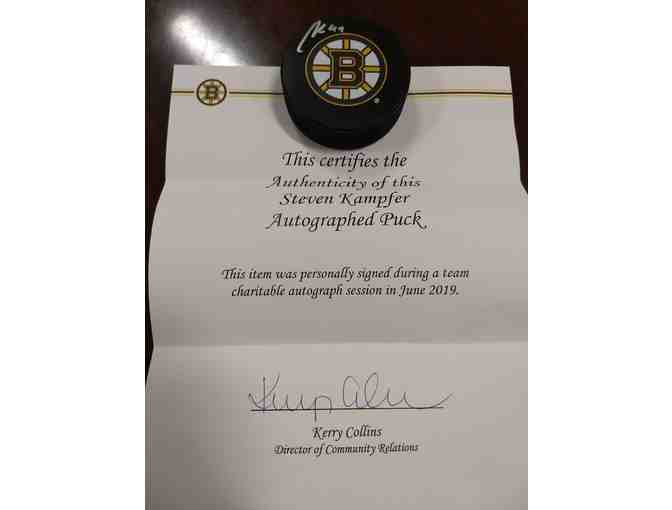 B
This certifies the
Authenticity of this
Steven Kampfer
Autographed Puck
This item was personally signed during a team
charitable autograph session in June 2019.
Kerry Collins
Director of Community Relations